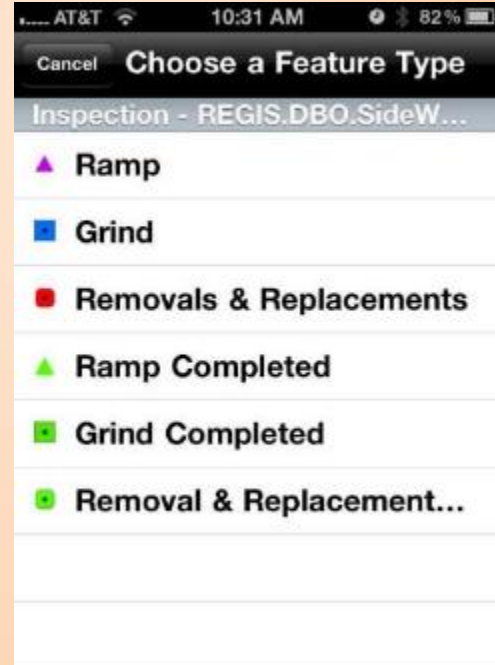 AT&T 10:31 AM 82%
Cancel Choose a Feature Type
Inspection - REGIS.DBO.SideW...
Ramp
Grind
Removals & Replacements
Ramp Completed
Grind Completed
Removal & Replacement...